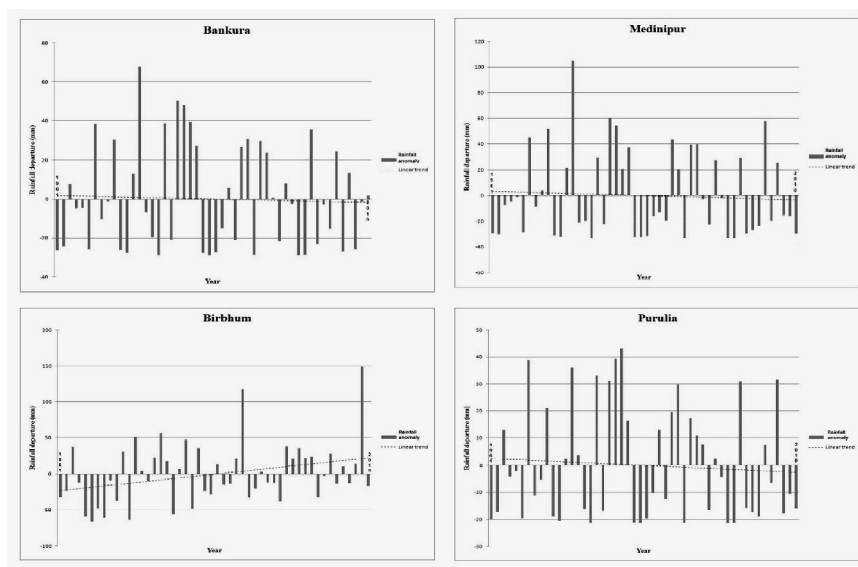 Bankura
80
60
40
20
0
-20
-40
Rainfall departure (mm)
Rainfall
anomaly
Linear trend
Year
Medinipur
120
100
80
60
40
20
0
-20
-40
-60
Rainfall departure (mm)
2010
Rainfall
anomaly
Linear trend
Year
Birbhum
200
150
100
50
0
-100
Rainfall departure (mm)
Rainfall
anomaly
Linear trend
Year
Purulia
50
40
30
20
10
0
-10
-20
-30
Rainfall departure (mm)
Rainfall
anomaly
Linear trend
Year